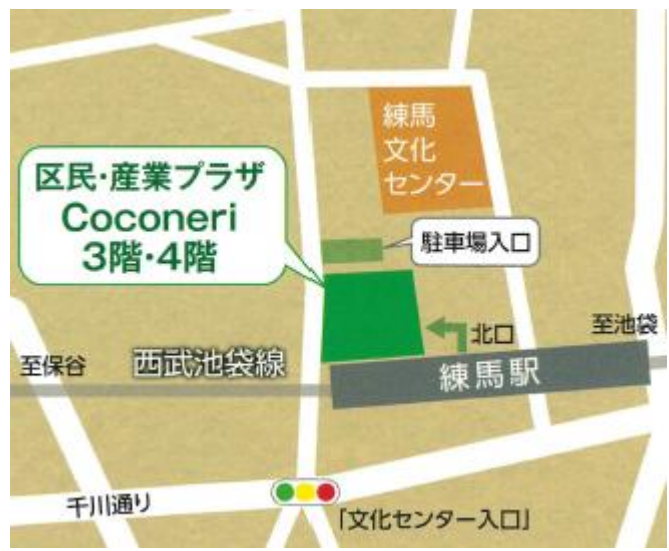 練馬
文化
センター
区民・産業プラザ
Coconeri
3階・4階
駐車場入口
北口
至池袋
至保谷
西武池袋線
練馬駅
千川通り
「文化センター入口」